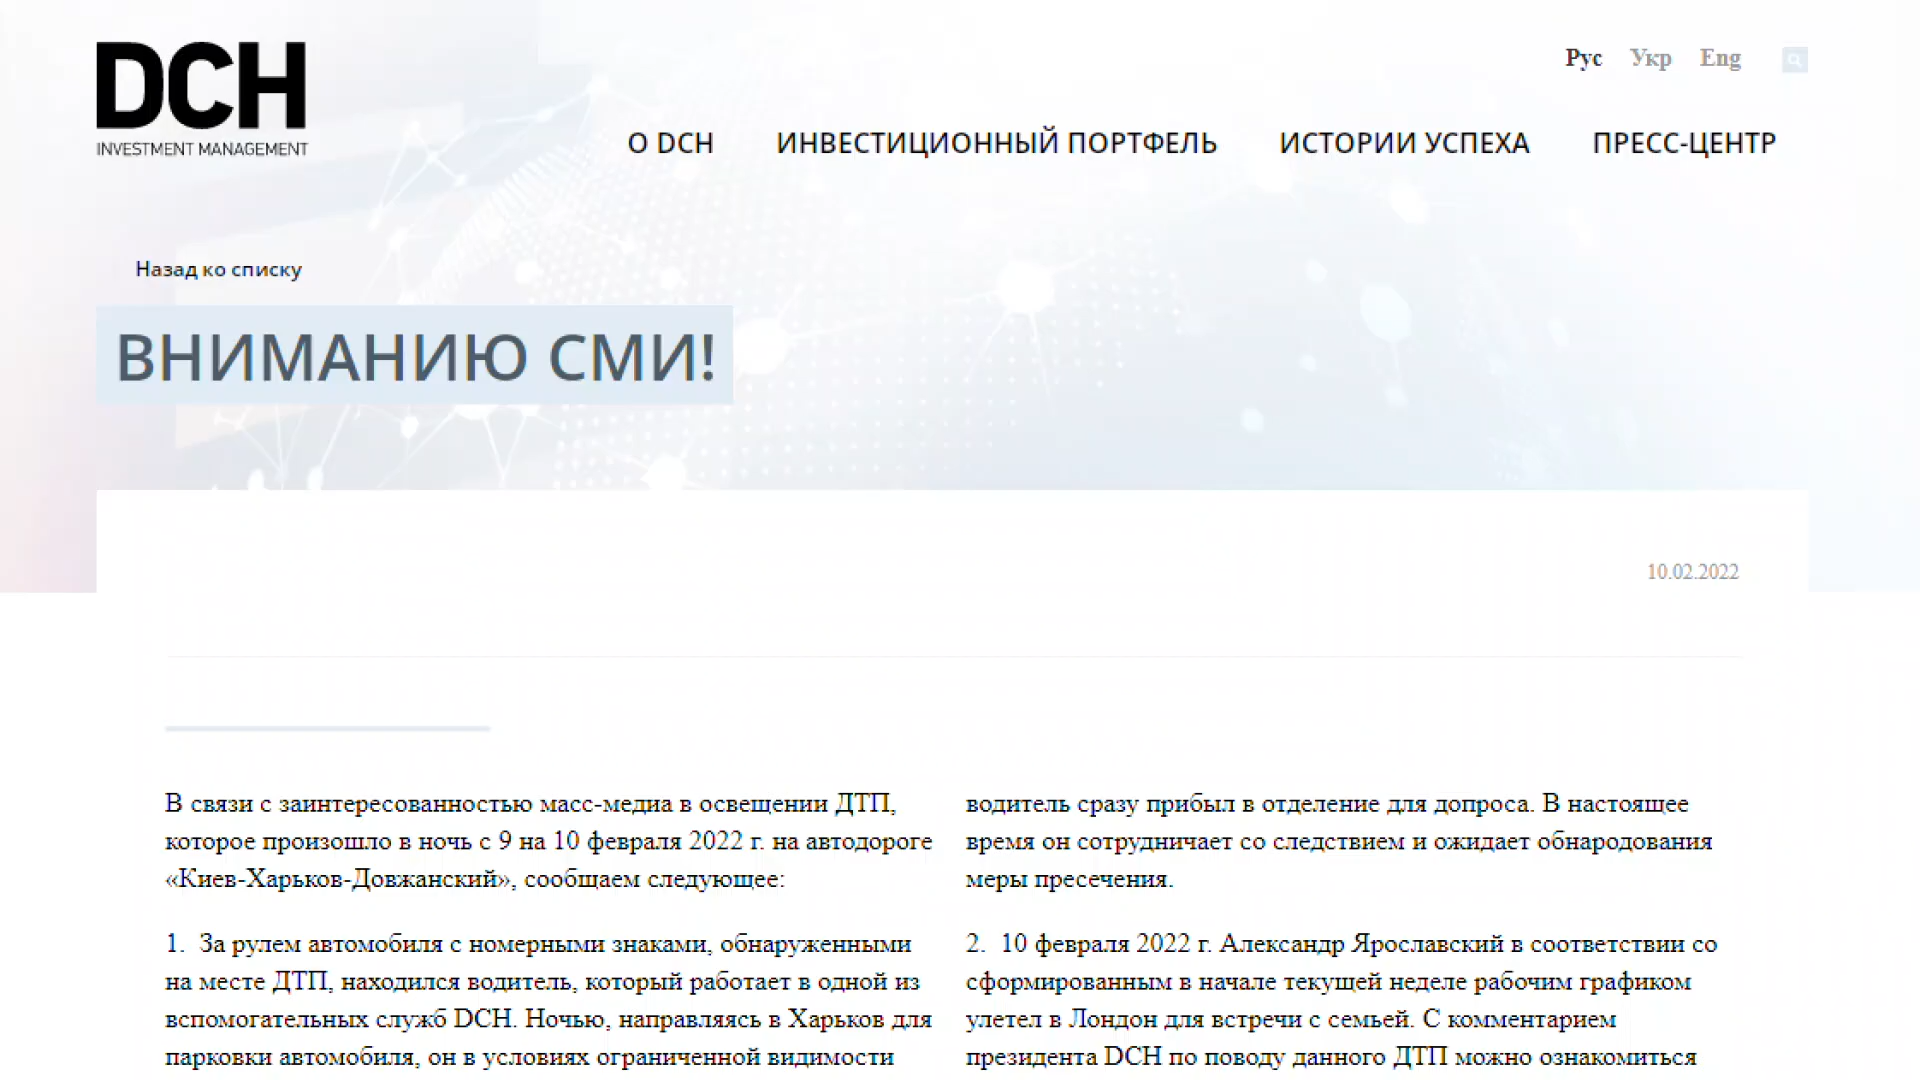 DCH
INVESTMENT MANAGEMENT
Рус Укр Eng
О DCH ИНВЕСТИЦИОННЫЙ ПОРТФЕЛЬ ИСТОРИИ УСПЕХА ПРЕСС-ЦЕНТР
Назад ко списку
ВНИМАНИЮ СМИ!
10.02.2022
В связи с заинтересованностью масс-медиа в освещении ДТП,
которое произошло в ночь с 9 на 10 февраля 2022 г. на автодороге
«Киев-Харьков-Довжанский», сообщаем следующее:
1. За рулем автомобиля с номерными знаками, обнаруженными
на месте ДТП, находился водитель, который работает в одной из
вспомогательных служб DCH. Ночью, направляясь в Харьков для
парковки автомобиля, он в условиях ограниченной видимости
водитель сразу прибыл в отделение для допроса. В настоящее
время он сотрудничает со следствием и ожидает обнародования
меры пресечения.
2. 10 февраля 2022 г. Александр Ярославский в соответствии со
сформированным в начале текущей неделе рабочим графиком
улетел в Лондон для встречи с семьей. С комментарием
президента DCH по поводу данного ДТП можно ознакомиться